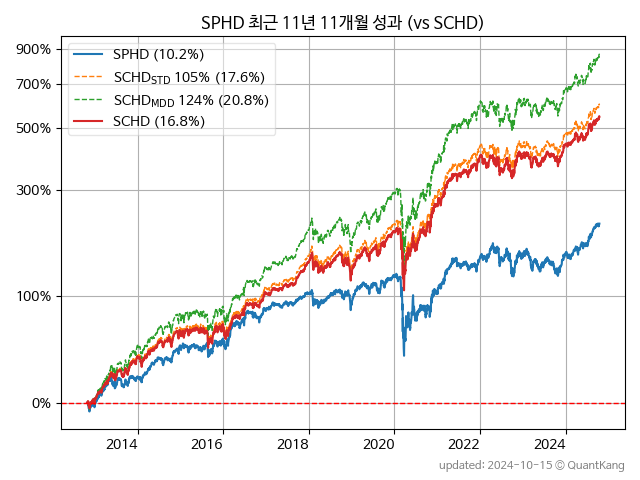 SPHD 최근 11년 11개월 성과 (vs SCHD)
900%
700%
500%
300%
100%
0%
SPHD (10.2%)
SCHD_STD 105% (17.6%)
SCHD_MDD 124% (20.8%)
SCHD (16.8%)
2014 2016 2018 2020 2022 2024
updated: 2024-10-15 © QuantKang